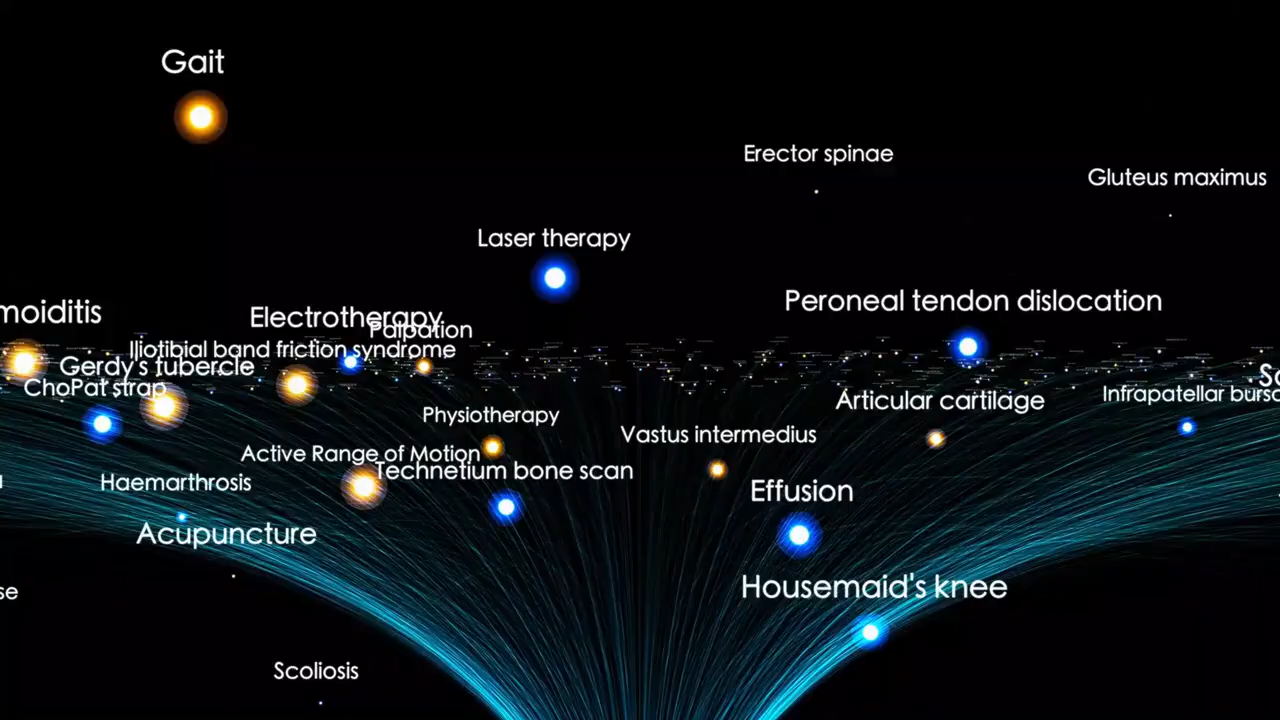 Gait
Erector spinae
Gluteus maximus
Laser therapy
Peroneal tendon dislocation
moiditis
Electrotherapy
Palpation
Iliotibial band friction syndrome
Gerdy's tubercle
ChoPat strap
Infrapatellar bursa
Articular cartilage
Physiotherapy
Vastus intermedius
Active Range of Motion
Technetium bone scan
Haemarthrosis
Effusion
Acupuncture
Housemaid's knee
se
Scoliosis